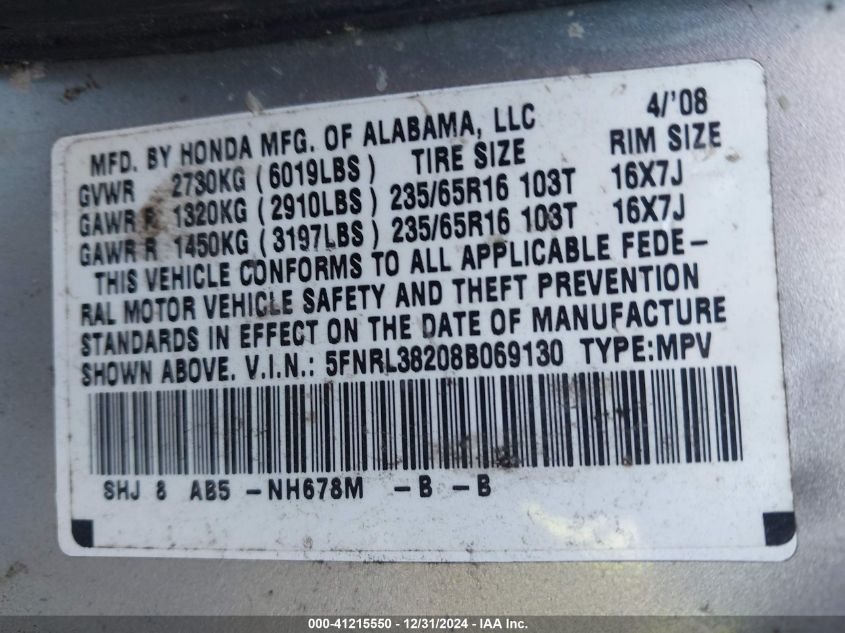 4/'08
MFD. BY HONDA MFG. OF ALABAMA, LLC
GVWR 2730KG (6019LBS) TIRE SIZE RIM SIZE
GAWR F 1320KG (2910LBS) 235/65R16 103T 16X7J
GAWR R 1450KG (3197LBS) 235/65R16 103T 16X7J
THIS VEHICLE CONFORMS TO ALL APPLICABLE FEDE-
RAL MOTOR VEHICLE SAFETY AND THEFT PREVENTION
STANDARDS IN EFFECT ON THE DATE OF MANUFACTURE
SHOWN ABOVE. V.I.N.: 5FNRL38208B069130 TYPE:MPV
SHJ 8 AB5 -NH678M -B -B
000-41215550 - 12/31/2024 - IAA Inc.